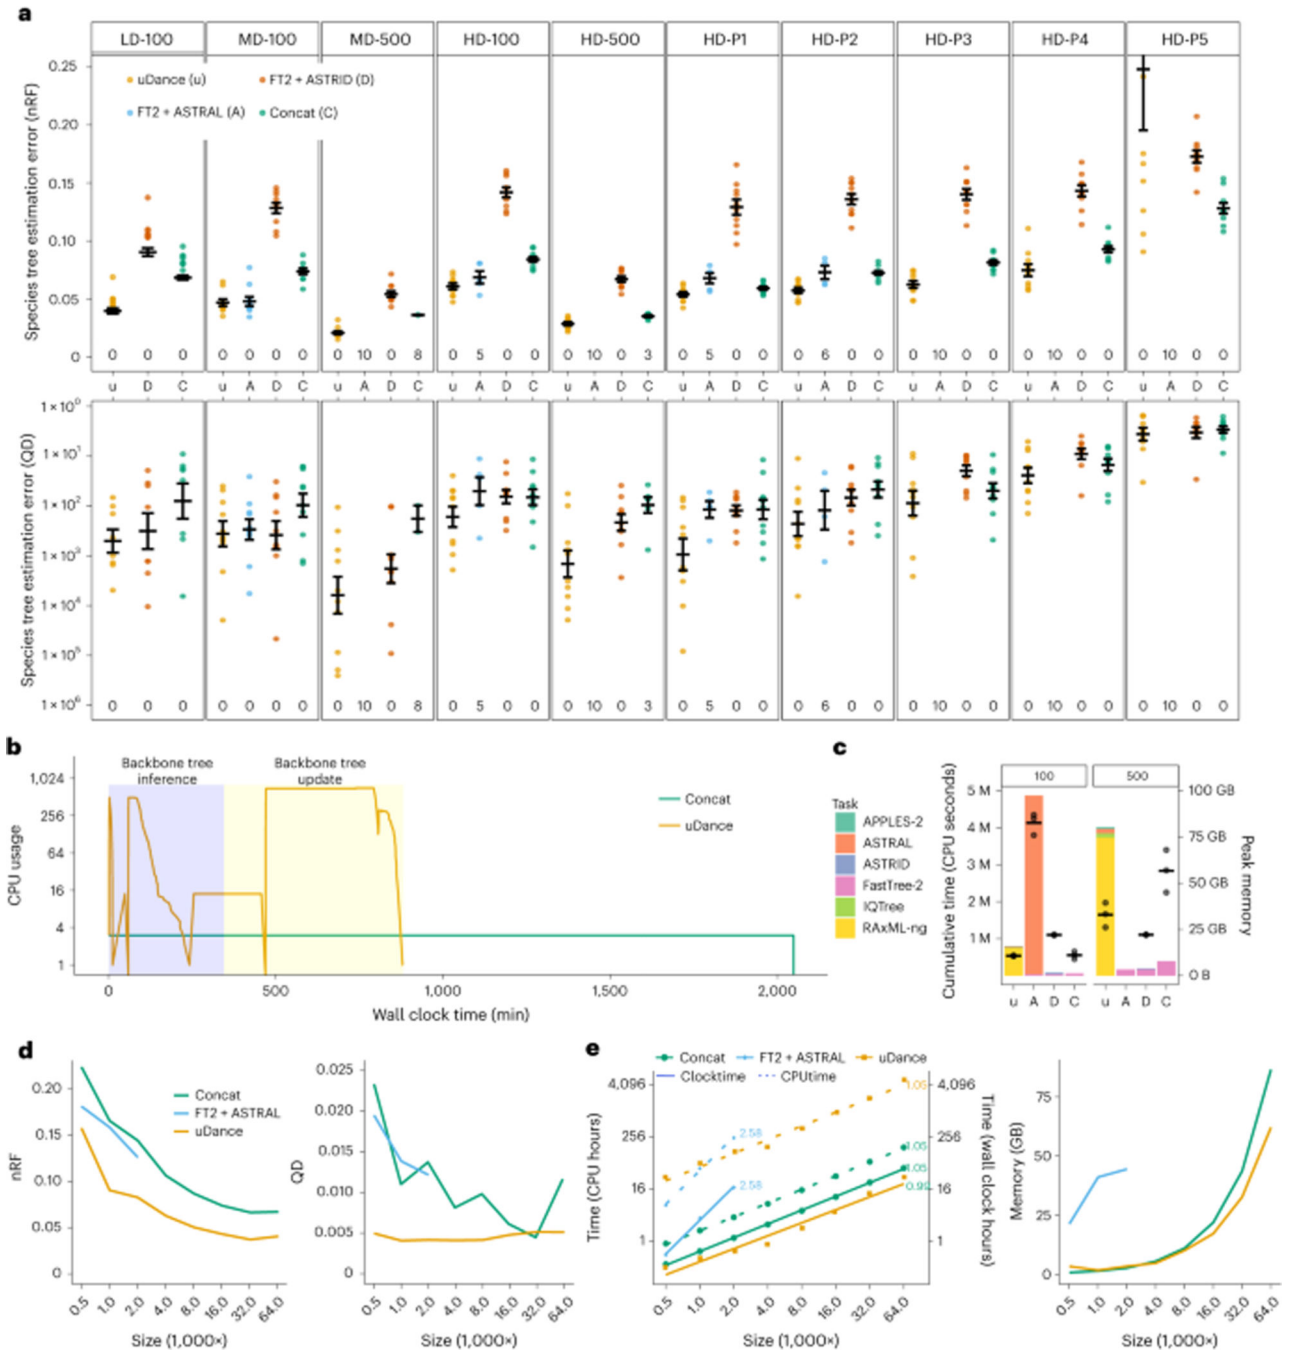 a
LD-100 MD-100 MD-500 HD-100 HD-500 HD-P1 HD-P2 HD-P3 HD-P4 HD-P5
Species tree estimation error (nRF)
0.25
0.20
0.15
0.10
0.05
0
uDance (u) FT2 + ASTRID (D)
FT2 + ASTRAL (A) Concat (C)
0 0 0 0 0 0 0 0 10 0 8 0 5 0 0 0 10 0 3 0 5 0 0 0 6 0 0 0 10 0 0 0 10 0 0 0 10 0 0
u D C u A D C u A D C u A D C u A D C u A D C u A D C u A D C u A D C u A D C
Species tree estimation error (QD)
1 × 10⁰
1 × 10¹
1 × 10²
1 × 10³
1 × 10⁴
1 × 10⁵
1 × 10⁶
0 0 0 0 0 0 0 0 10 0 8 0 5 0 0 0 10 0 3 0 5 0 0 0 6 0 0 0 10 0 0 0 10 0 0 0 10 0 0
b
Backbone tree
inference
Backbone tree
update
CPU usage
1,024
256
64
16
4
1
Concat
uDance
0 500 1,000 1,500 2,000
Wall clock time (min)
c
Task
APPLES-2
ASTRAL
ASTRID
FastTree-2
IQTree
RAxML-ng
Cumulative time (CPU seconds)
100 500
5 M
4 M
3 M
2 M
1 M
100 GB
75 GB
50 GB
25 GB
0 B
Peak memory
u A D C u A D C
d
nRF
0.20
0.15
0.10
0.05
0
Concat
FT2 + ASTRAL
uDance
0.5 1.0 2.0 4.0 8.0 16.0 32.0 64.0
Size (1,000×)
QD
0.025
0.020
0.015
0.010
0.005
0
0.5 1.0 2.0 4.0 8.0 16.0 32.0 64.0
Size (1,000×)
e
Concat FT2 + ASTRAL uDance
Clocktime CPUtime
Time (CPU hours)
4,096
256
16
1
2.58
2.58
1.05
1.05
0.99
4,096
256
16
1
Time (wall clock hours)
0.5 1.0 2.0 4.0 8.0 16.0 32.0 64.0
Size (1,000×)
Memory (GB)
75
50
25
0
0.5 1.0 2.0 4.0 8.0 16.0 32.0 64.0
Size (1,000×)